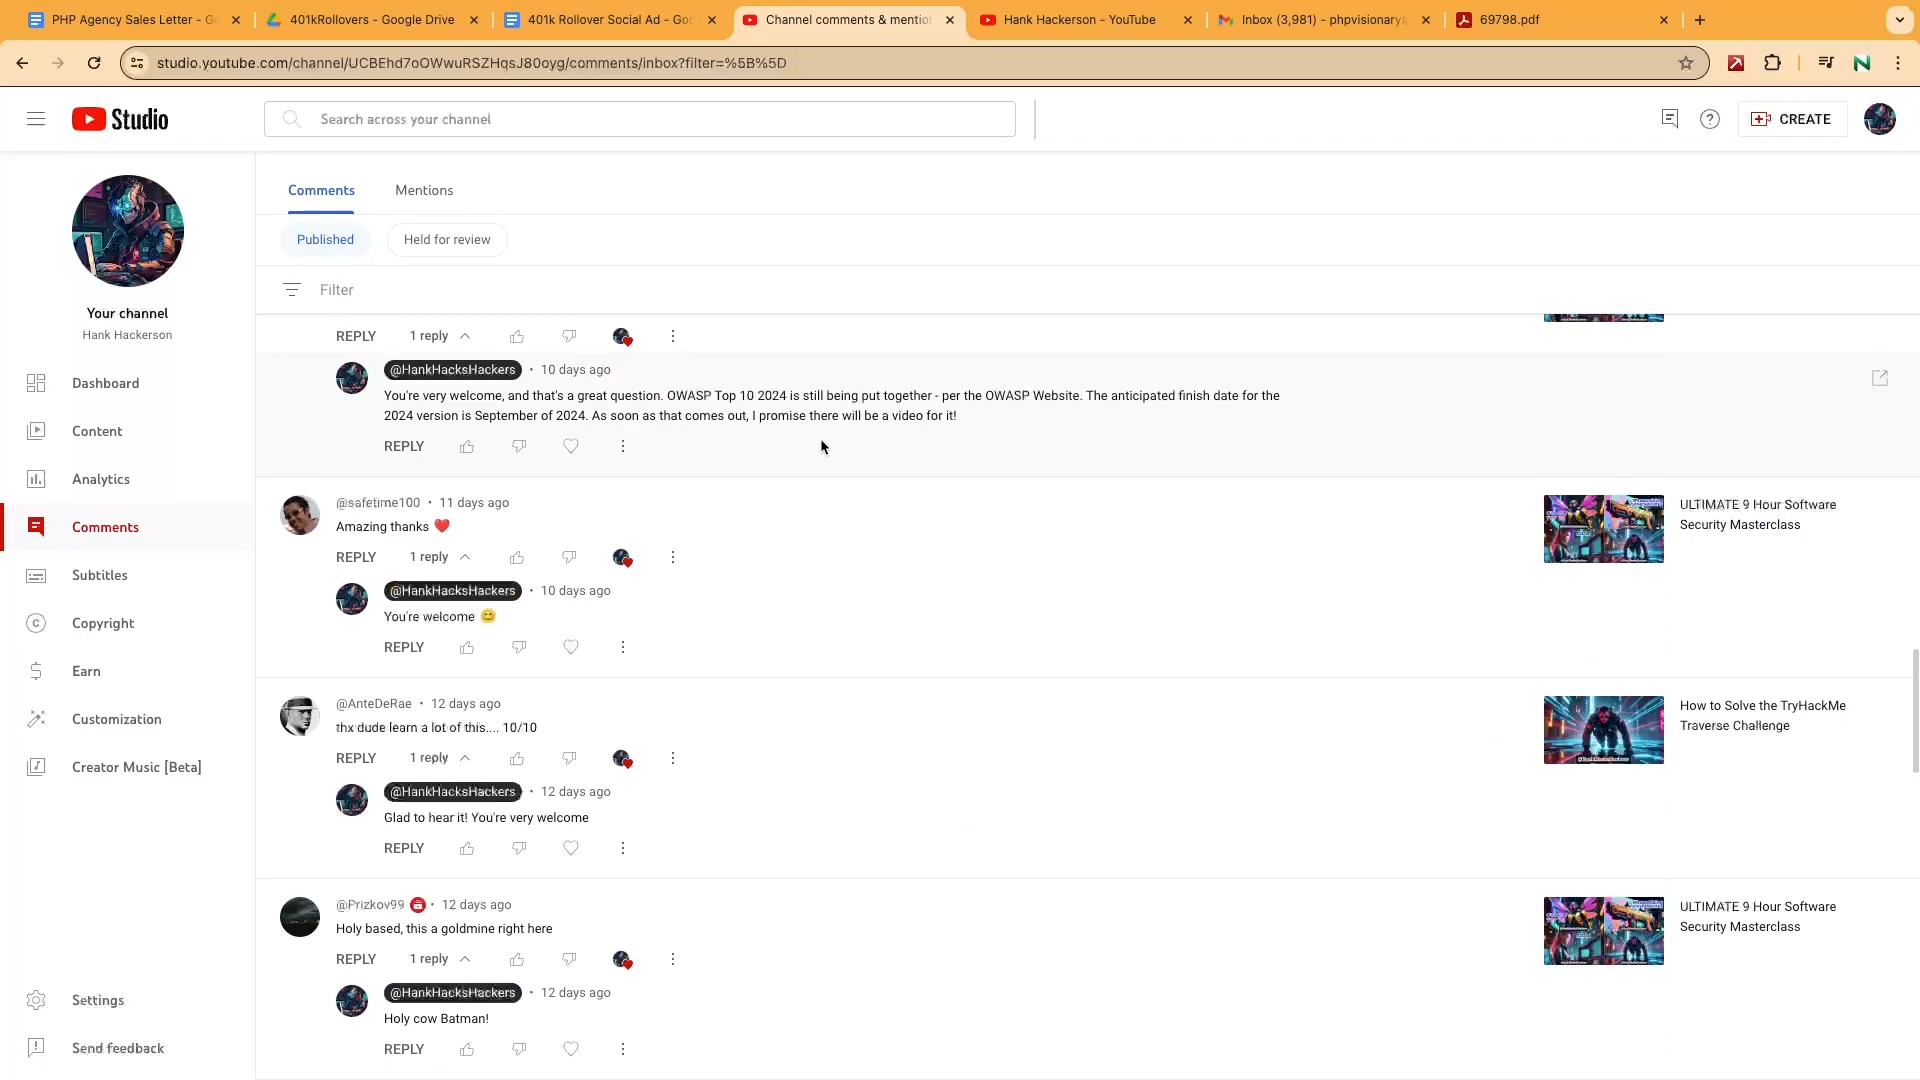 PHP Agency Sales Letter - Go
401kRollovers - Google Drive
401k Rollover Social Ad - Goo
Channel comments & mentio
Hank Hackerson - YouTube
Inbox (3,981) - phpvisionary@
69798.pdf
studio.youtube.com/channel/UCBEhd7oOWwuRSZHqsJ80oyg/comments/inbox?filter=%5B%5D
Studio
Search across your channel
CREATE
Your channel
Hank Hackerson
Dashboard
Content
Analytics
Comments
Subtitles
Copyright
Earn
Customization
Creator Music [Beta]
Settings
Send feedback
Comments Mentions
Published Held for review
Filter
REPLY 1 reply
@HankHacksHackers • 10 days ago
You're very welcome, and that's a great question. OWASP Top 10 2024 is still being put together - per the OWASP Website. The anticipated finish date for the
2024 version is September of 2024. As soon as that comes out, I promise there will be a video for it!
REPLY
@safetime100 • 11 days ago
Amazing thanks ❤️
REPLY 1 reply
ULTIMATE 9 Hour Software
Security Masterclass
@HankHacksHackers • 10 days ago
You're welcome 😊
REPLY
@AnteDeRae • 12 days ago
thx dude learn a lot of this.... 10/10
REPLY 1 reply
How to Solve the TryHackMe
Traverse Challenge
@HankHacksHackers • 12 days ago
Glad to hear it! You're very welcome
REPLY
@Prizkov99 • 12 days ago
Holy based, this a goldmine right here
REPLY 1 reply
ULTIMATE 9 Hour Software
Security Masterclass
@HankHacksHackers • 12 days ago
Holy cow Batman!
REPLY